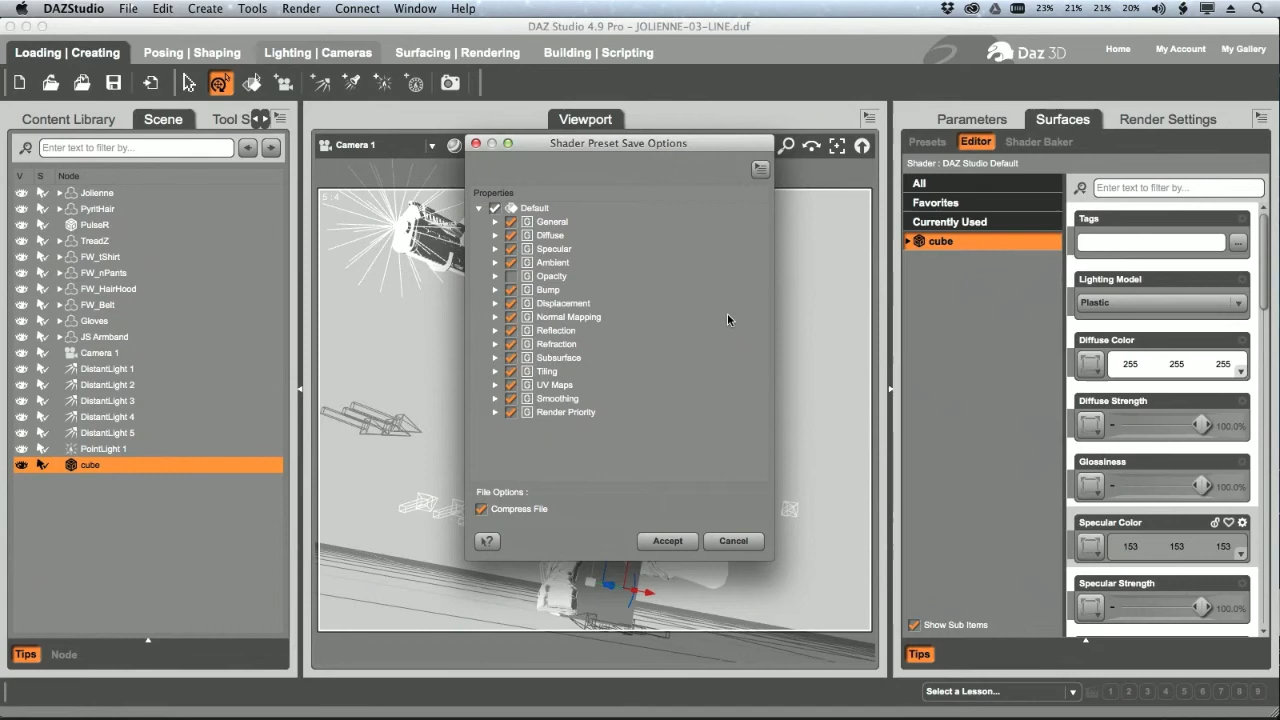 DAZStudio File Edit Create Tools Render Connect Window Help 23% 21% 21% 20%
DAZ Studio 4.9 Pro - JOLIENNE-03-LINE.duf
Loading | Creating Posing | Shaping Lighting | Cameras Surfacing | Rendering Building | Scripting Daz 3D Home My Account My Gallery
Content Library Scene Tool S Viewport Parameters Surfaces Render Settings
Enter text to filter by...
V S Node
Jolienne
PyritHair
PulseR
TreadZ
FW_tShirt
FW_nPants
FW_HairHood
FW_Belt
Gloves
JS Armband
Camera 1
DistantLight 1
DistantLight 2
DistantLight 3
DistantLight 4
DistantLight 5
PointLight 1
cube
Tips Node
Camera 1
5 : 4
Shader Preset Save Options
Properties
Default
G General
G Diffuse
G Specular
G Ambient
G Opacity
G Bump
G Displacement
G Normal Mapping
G Reflection
G Refraction
G Subsurface
G Tiling
G UV Maps
G Smoothing
G Render Priority
File Options :
Compress File
? Accept Cancel
Presets Editor Shader Baker
Shader : DAZ Studio Default
All
Favorites
Currently Used
cube
Show Sub Items
Tips
Enter text to filter by...
Tags
...
Lighting Model
Plastic
Diffuse Color
255 255 255
Diffuse Strength
100.0%
Glossiness
100.0%
Specular Color
153 153 153
Specular Strength
100.0%
Select a Lesson... 1 2 3 4 5 6 7 8 9